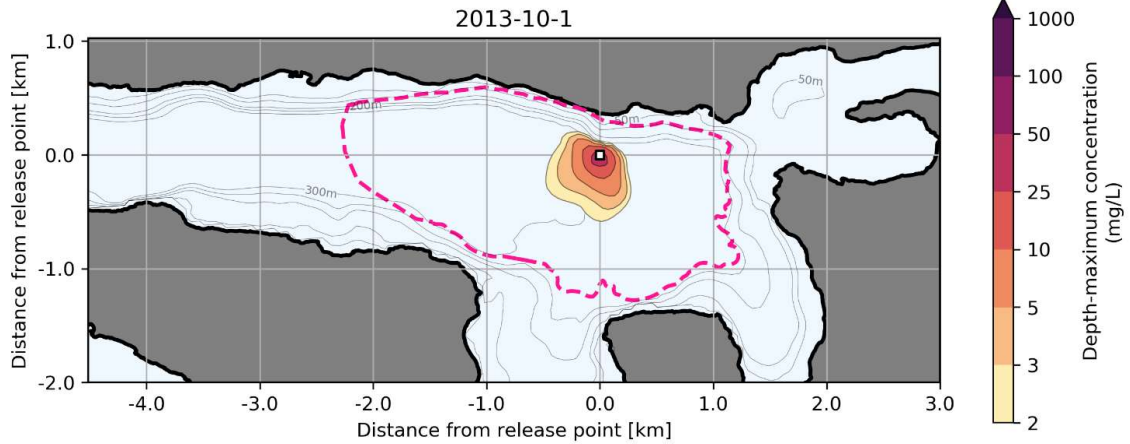 2013-10-1
Distance from release point [km]
1.0
0.0
-1.0
-2.0
50m
200m
50m
300m
-4.0
-3.0
-2.0
-1.0
0.0
1.0
2.0
3.0
Distance from release point [km]
1000
100
50
25
10
5
3
2
Depth-maximum concentration
(mg/L)